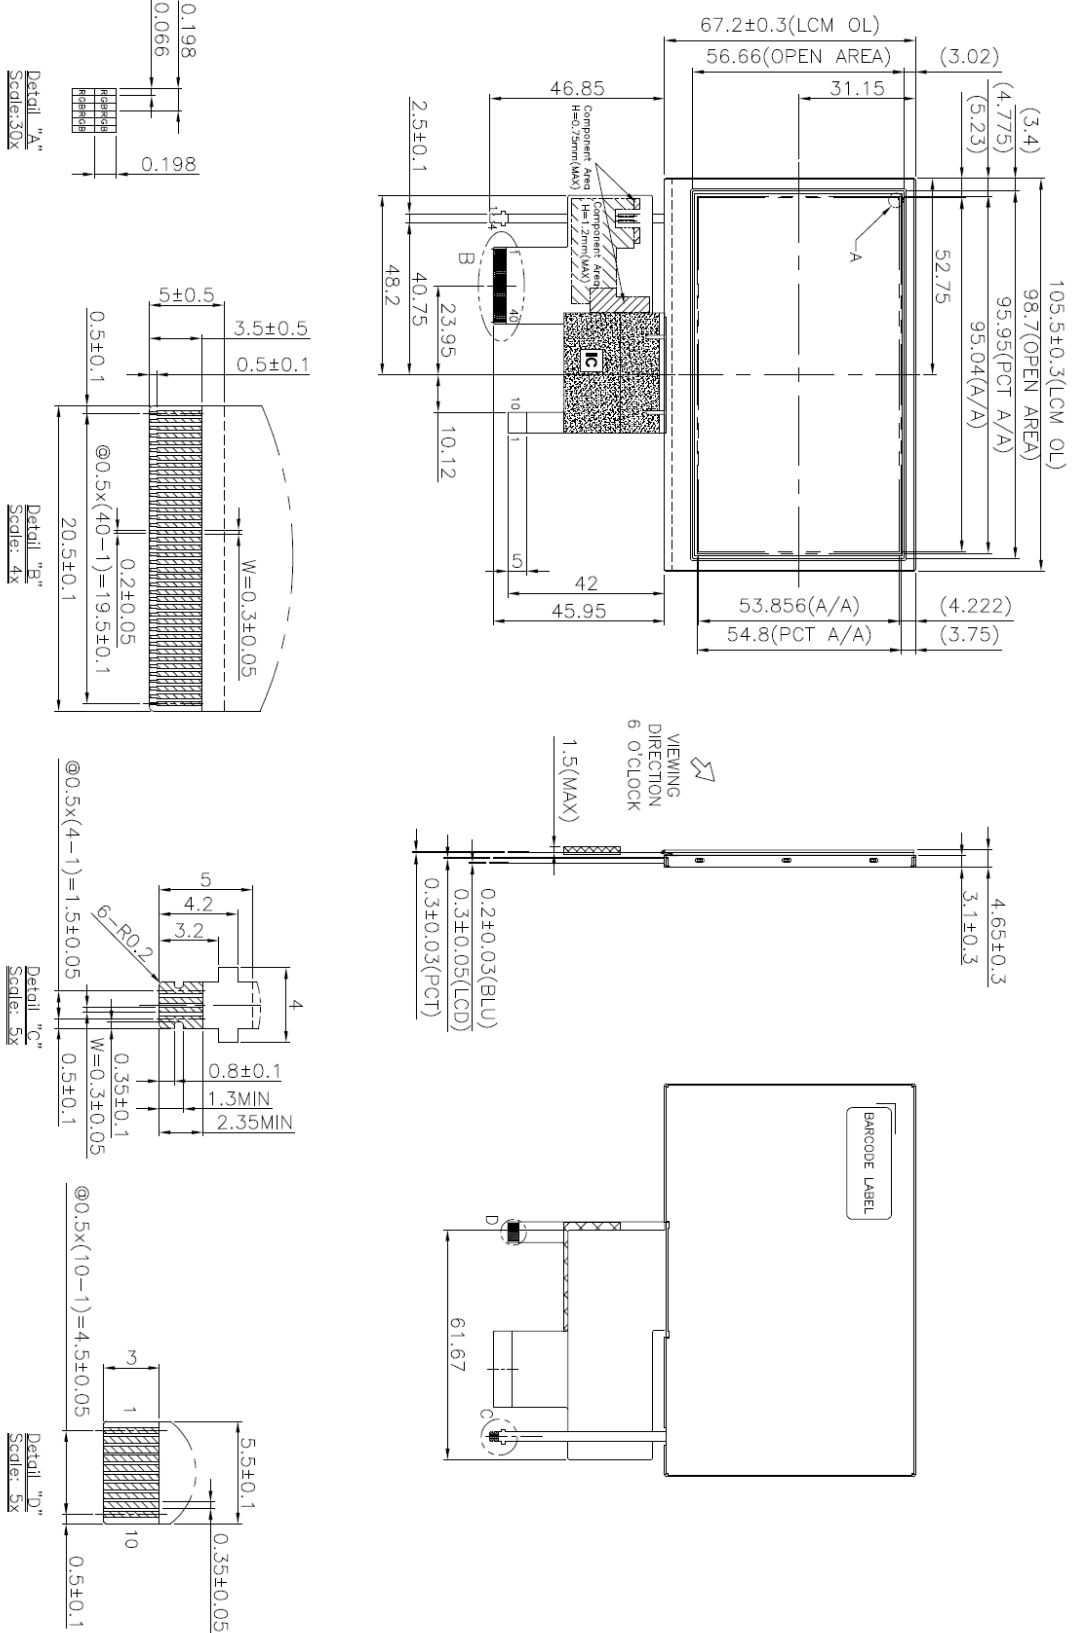 67.2±0.3(LCM OL)
56.66(OPEN AREA)
(3.02)
46.85
31.15
(3.4)
(4.775)
(5.23)
105.5±0.3(LCM OL)
98.7(OPEN AREA)
95.95(PCT A/A)
95.04(A/A)
52.75
A
Component Area
H=0.75mm(MAX)
Component Area
H=1.2mm(MAX)
2.5±0.1
48.2
40.75
23.95
10.12
1
4
B
1
40
IC
10
1
5
42
45.95
53.856(A/A)
(4.222)
54.8(PCT A/A)
(3.75)
0.198
0.066
RGBRGB
RGBRGB
RGBRGB
RGBRGB
0.198
Detail "A"
Scale:30x
5±0.5
3.5±0.5
0.5±0.1
0.5±0.1
W=0.3±0.05
0.2±0.05
@0.5x(40-1)=19.5±0.1
20.5±0.1
Detail "B"
Scale: 4x
VIEWING
DIRECTION
6 O'CLOCK
1.5(MAX)
4.65±0.3
3.1±0.3
0.2±0.03(BLU)
0.3±0.05(LCD)
0.3±0.03(PCT)
5
4.2
3.2
6-R0.2
4
@0.5x(4-1)=1.5±0.05
0.8±0.1
1.3MIN
2.35MIN
0.35±0.1
W=0.3±0.05
0.5±0.1
Detail "C"
Scale: 5x
BARCODE LABEL
D
C
61.67
3
1
10
5.5±0.1
0.35±0.05
@0.5x(10-1)=4.5±0.05
0.5±0.1
Detail "D"
Scale: 5x